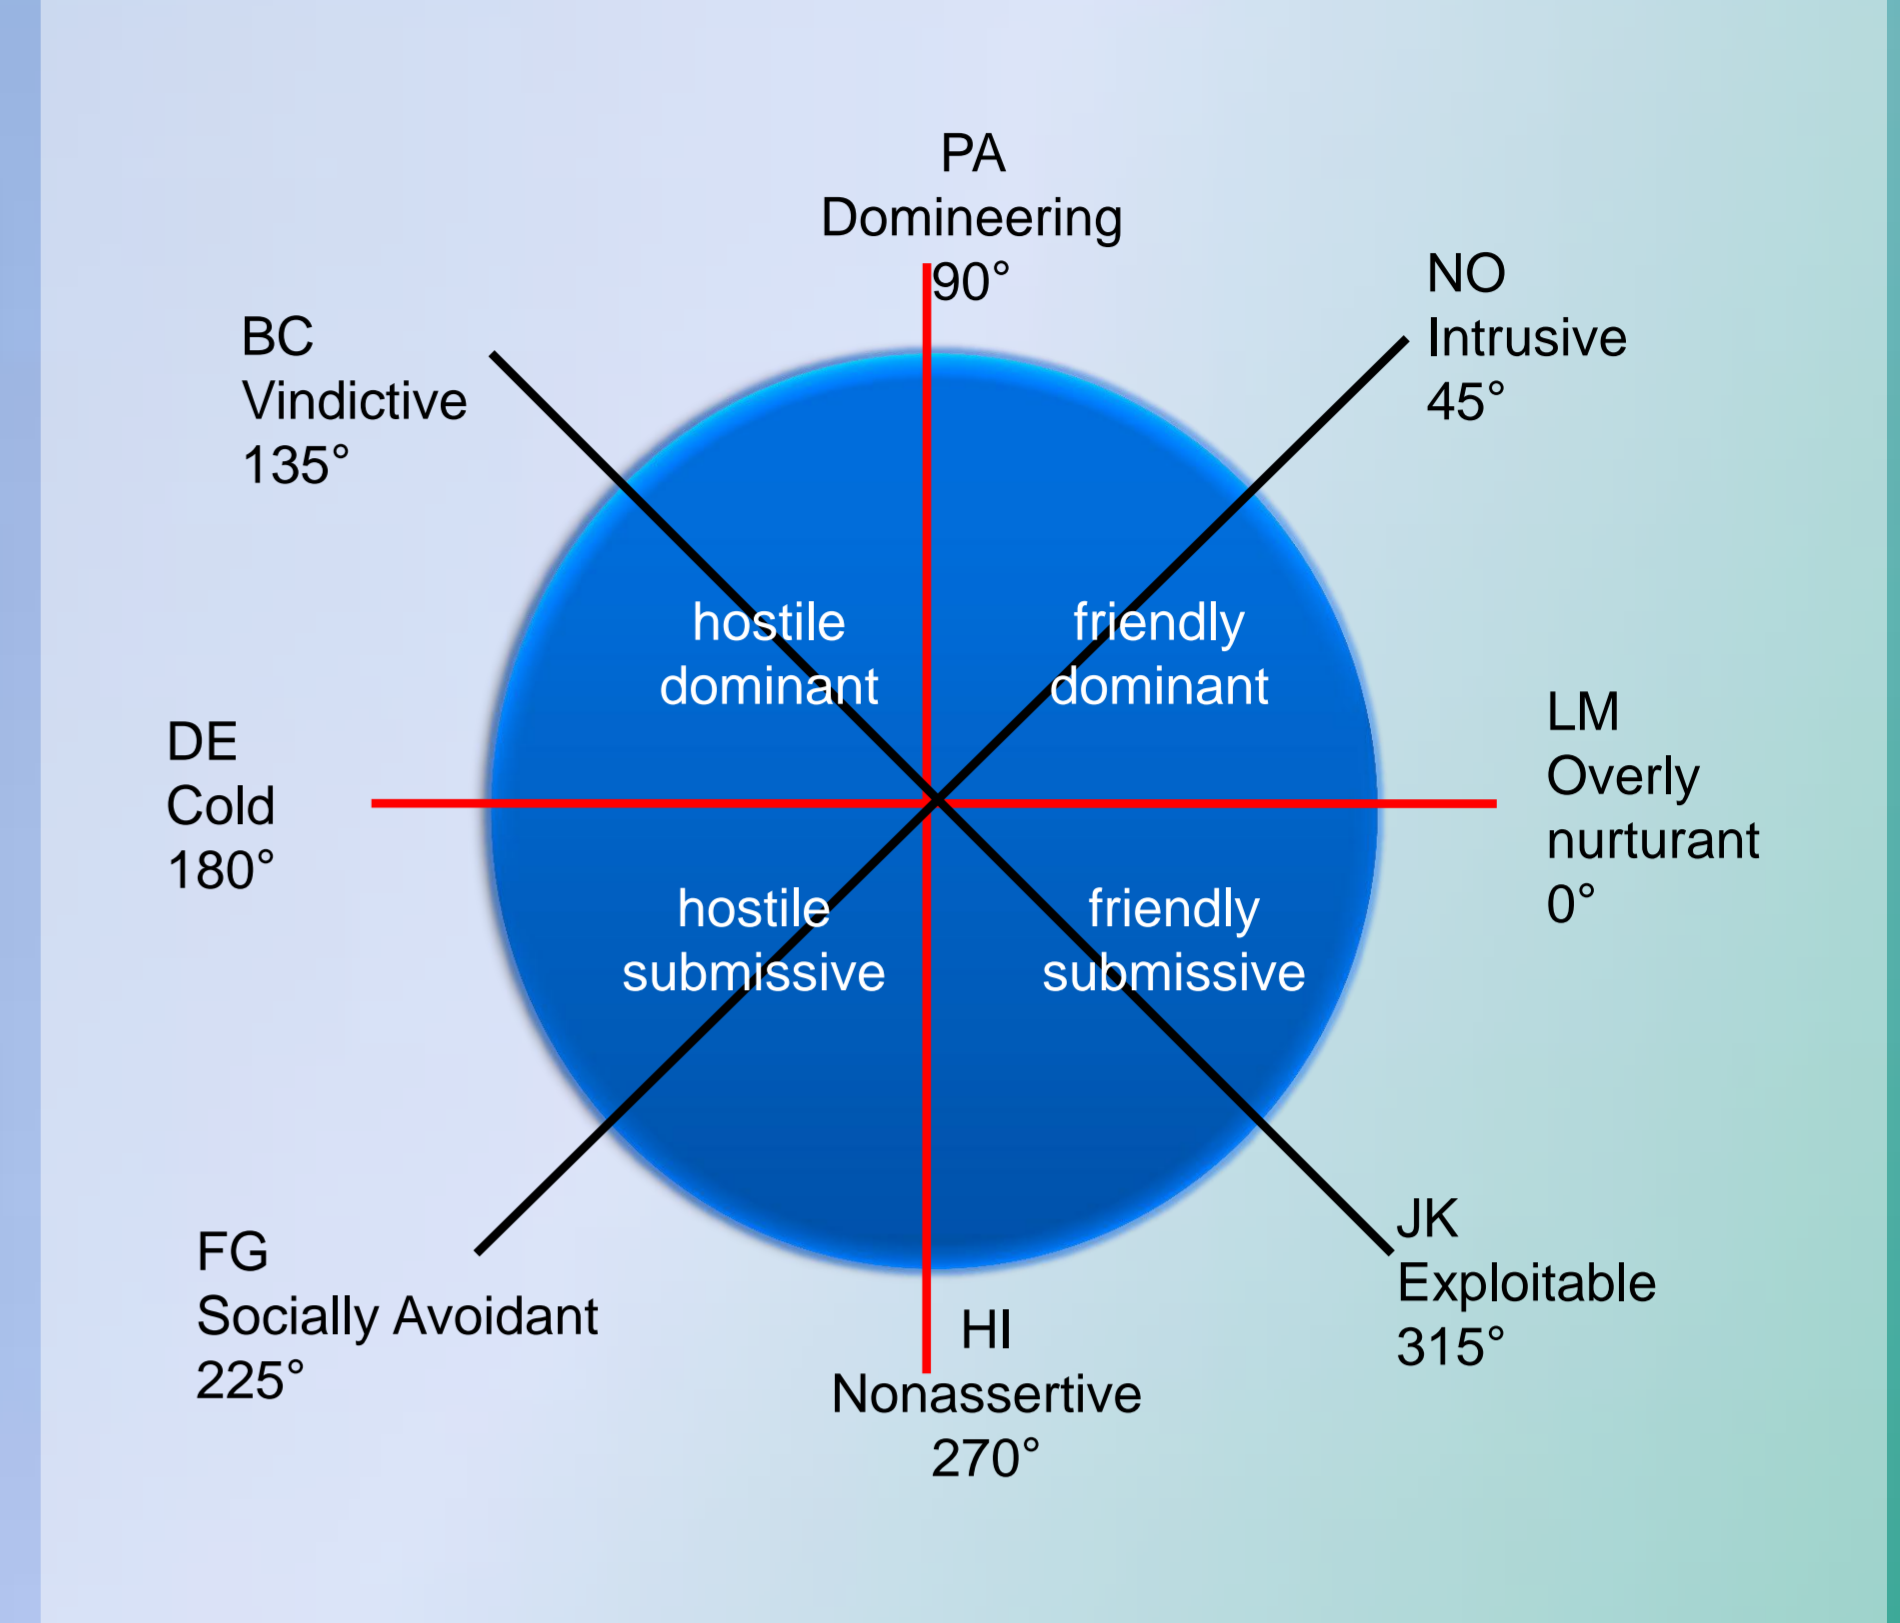 PA
Domineering
90°
NO
Intrusive
45°
BC
Vindictive
135°
hostile
dominant
friendly
dominant
DE
Cold
180°
LM
Overly
nurturant
0°
hostile
submissive
friendly
submissive
FG
Socially Avoidant
225°
HI
Nonassertive
270°
JK
Exploitable
315°